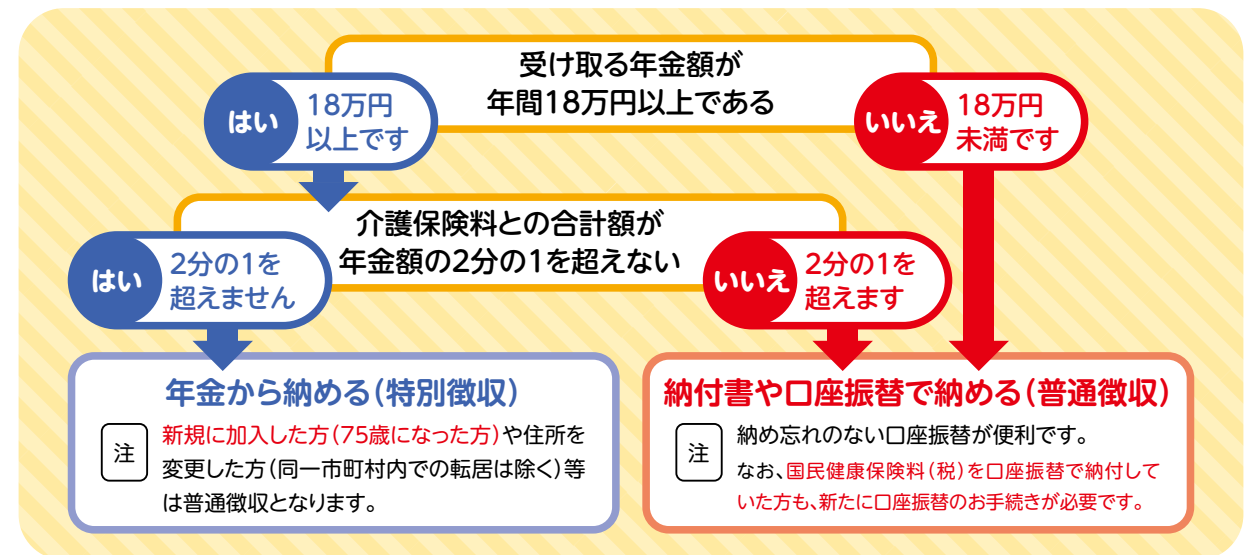 受け取る年金額が
年間18万円以上である
はい
18万円
以上です
いいえ
18万円
未満です
介護保険料との合計額が
年金額の2分の1を超えない
はい
2分の1を
超えません
いいえ
2分の1を
超えます
年金から納める(特別徴収)
注
新規に加入した方(75歳になった方)や住所を
変更した方(同一市町村内での転居は除く)等
は普通徴収となります。
納付書や口座振替で納める(普通徴収)
注
納め忘れのない口座振替が便利です。
なお、国民健康保険料(税)を口座振替で納付して
いた方も、新たに口座振替のお手続きが必要です。